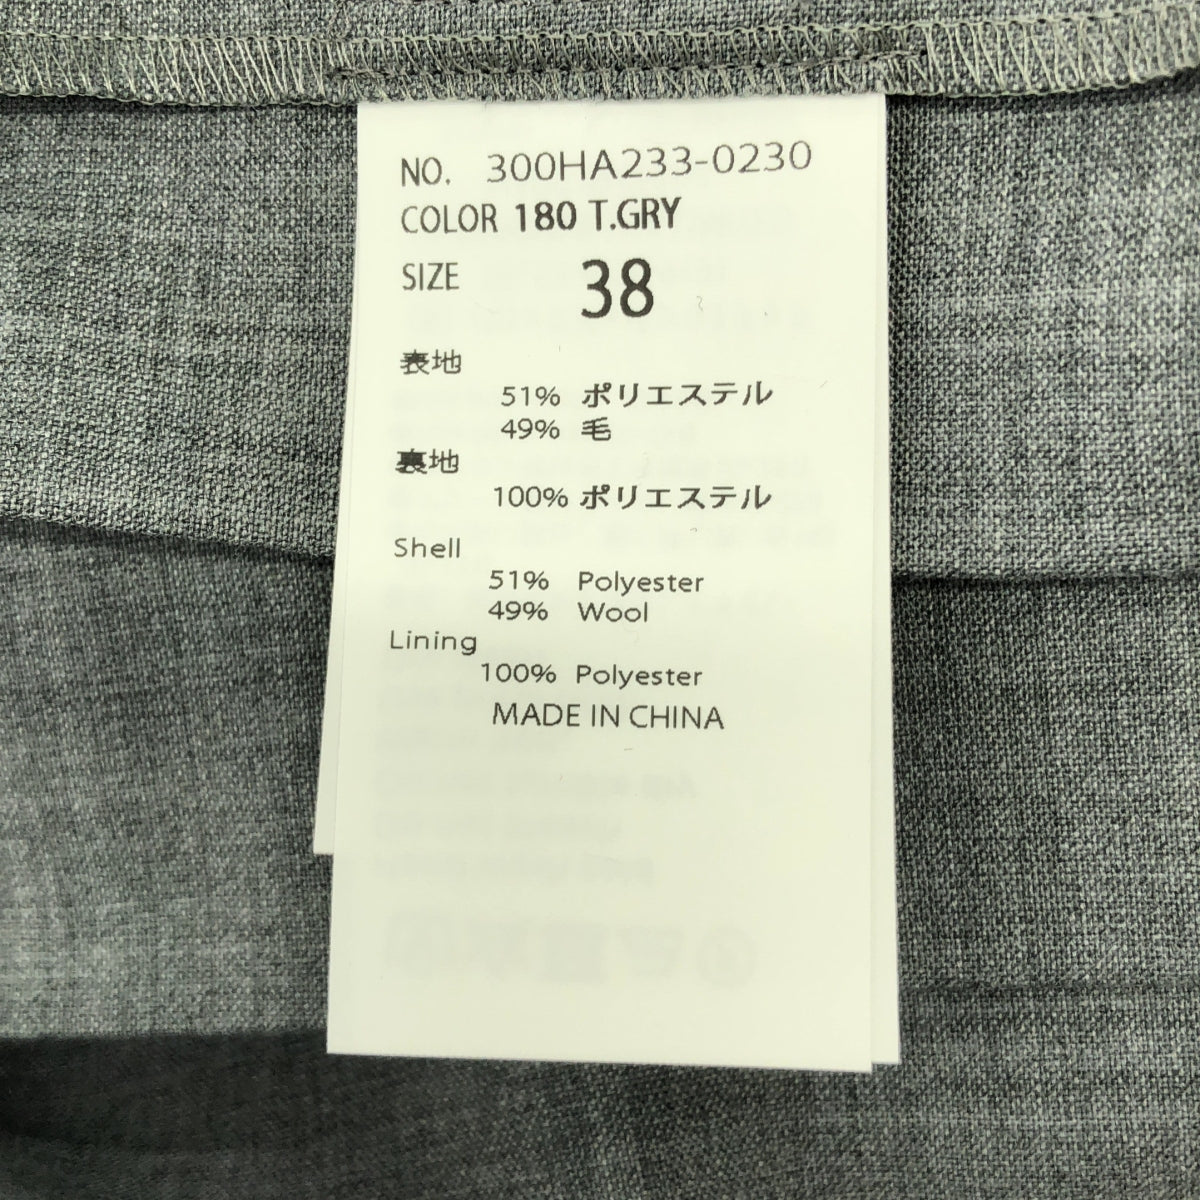 NO. 300HA233-0230
COLOR 180 T.GRY
SIZE 38
表地
51% ポリエステル
49% 毛
裏地
100% ポリエステル
Shell
51% Polyester
49% Wool
Lining
100% Polyester
MADE IN CHINA